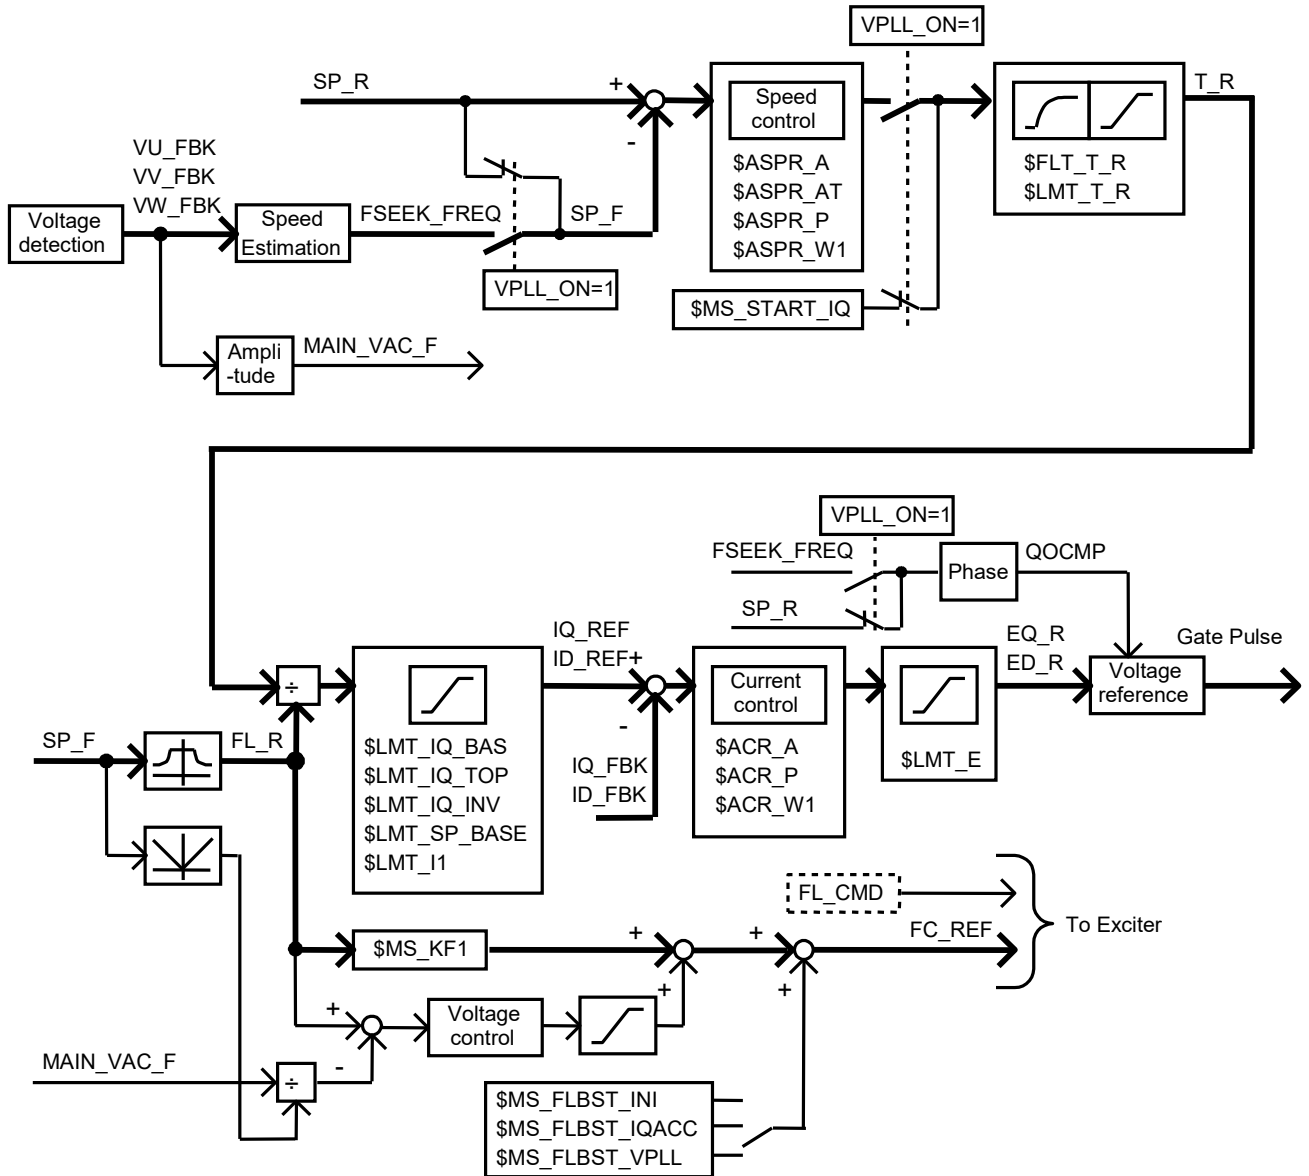 VPLL_ON=1
SP_R
+
-
Speed
control
$ASPR_A
$ASPR_AT
$ASPR_P
$ASPR_W1
T_R
$FLT_T_R
$LMT_T_R
VU_FBK
VV_FBK
VW_FBK
Voltage
detection
Speed
Estimation
FSEEK_FREQ
SP_F
VPLL_ON=1
$MS_START_IQ
Ampli
-tude
MAIN_VAC_F
VPLL_ON=1
FSEEK_FREQ
SP_R
Phase
QOCMP
IQ_REF
ID_REF+
-
IQ_FBK
ID_FBK
EQ_R
ED_R
Gate Pulse
Voltage
reference
÷
SP_F
FL_R
$LMT_IQ_BAS
$LMT_IQ_TOP
$LMT_IQ_INV
$LMT_SP_BASE
$LMT_I1
Current
control
$ACR_A
$ACR_P
$ACR_W1
$LMT_E
FL_CMD
FC_REF
To Exciter
$MS_KF1
+
+
+
+
+
-
Voltage
control
MAIN_VAC_F
÷
$MS_FLBST_INI
$MS_FLBST_IQACC
$MS_FLBST_VPLL